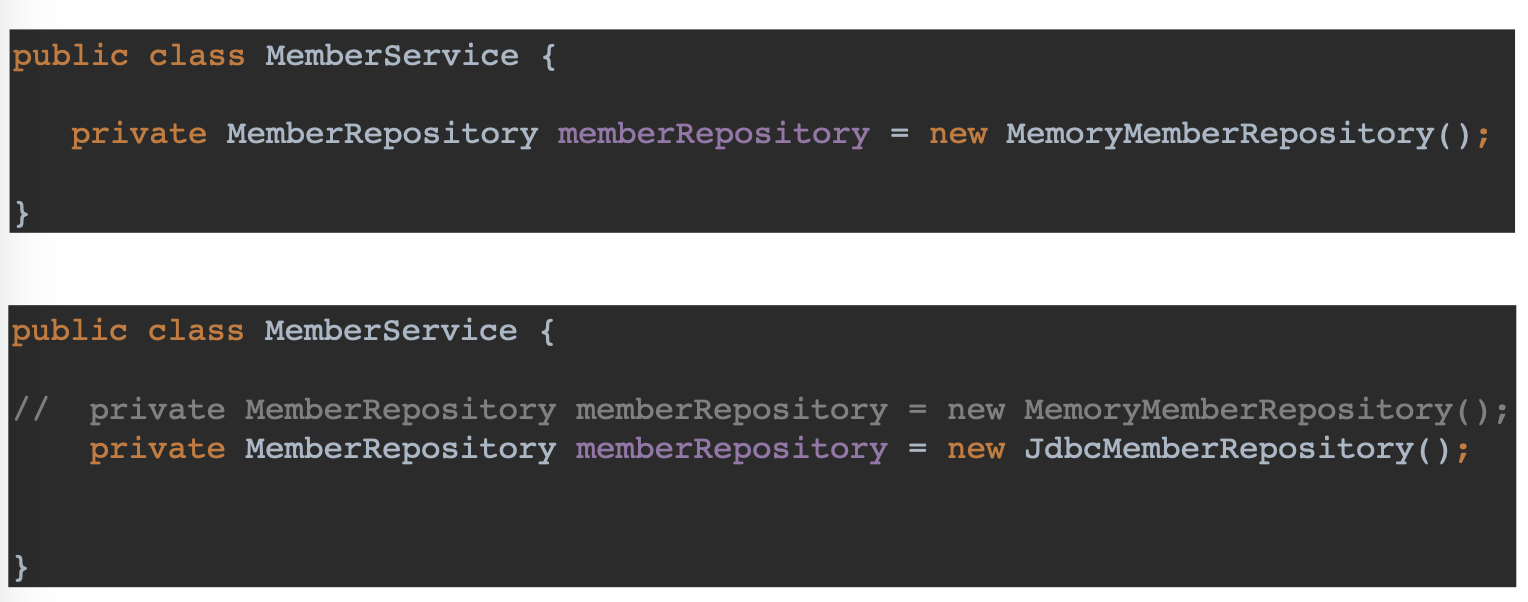 public class MemberService {
private MemberRepository memberRepository = new MemoryMemberRepository();
}
public class MemberService {
//  private MemberRepository memberRepository = new MemoryMemberRepository();
private MemberRepository memberRepository = new JdbcMemberRepository();
}